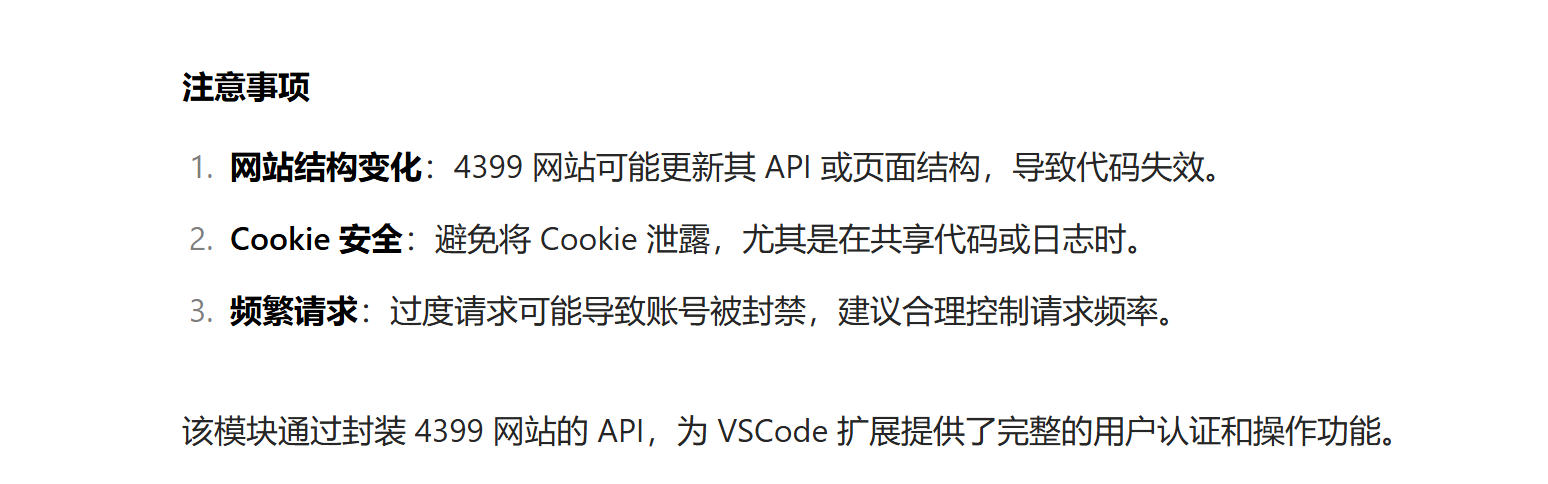 注意事项
1. 网站结构变化：4399 网站可能更新其 API 或页面结构，导致代码失效。
2. Cookie 安全：避免将 Cookie 泄露，尤其是在共享代码或日志时。
3. 频繁请求：过度请求可能导致账号被封禁，建议合理控制请求频率。
该模块通过封装 4399 网站的 API，为 VSCode 扩展提供了完整的用户认证和操作功能。